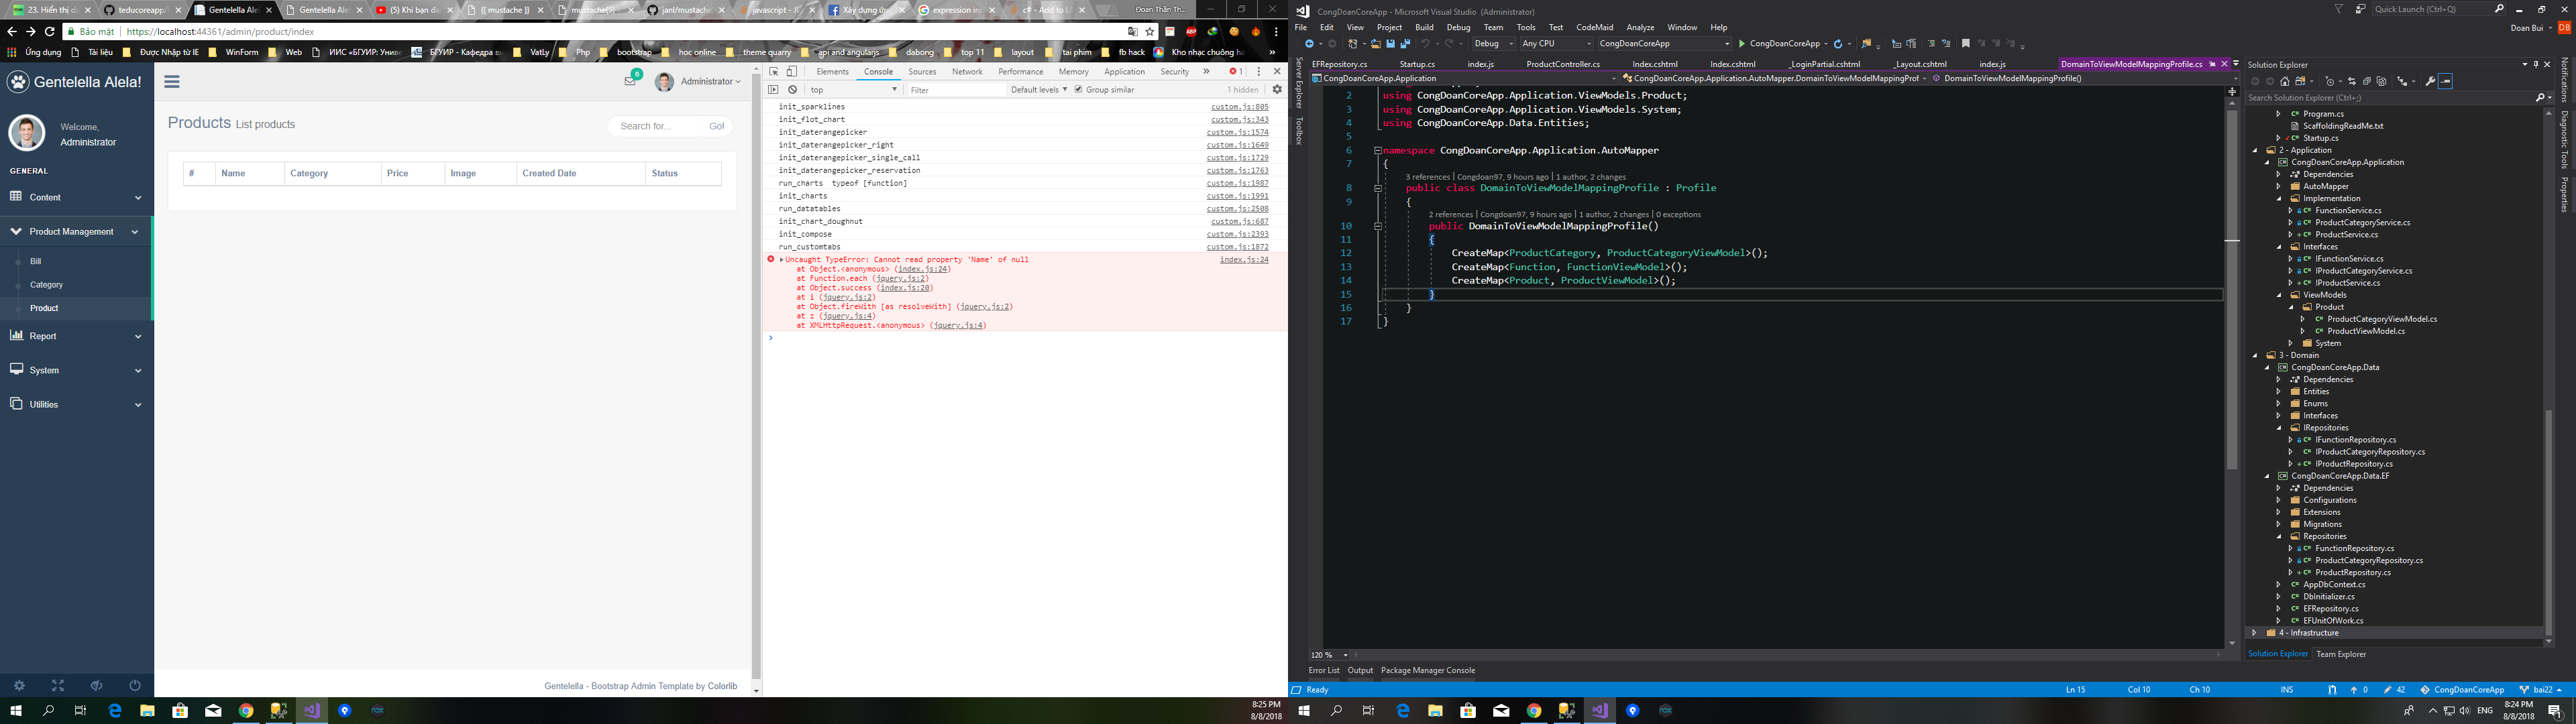 23. Hiển thị da
teducoreapp/
Gentelella Alel
Gentelella Alel
(5) Khi bạn đa
{{ mustache }}
mustache(5)
janl/mustache
javascript - JC
Xây dựng ứn
expression inc
c# - Add to LI
Đoan Thần Th...
Bảo mật
https://localhost:44361/admin/product/index
Ứng dụng
Tài liệu
Được Nhập từ IE
WinForm
Web
ИИС «БГУИР: Униве
БГУИР - Кафедра в
VatLy
Php
bootstrap
học online
theme quarry
api and angularjs
dabong
top 11
layout
tai phim
fb hack
Kho nhạc chuông ha
Gentelella Alela!
Welcome,
Administrator
GENERAL
Content
Product Management
Bill
Category
Product
Report
System
Utilities
6
Administrator
Products List products
Search for...
Go!
# Name Category Price Image Created Date Status
Gentelella - Bootstrap Admin Template by Colorlib
Elements Console Sources Network Performance Memory Application Security » 1
top Filter Default levels Group similar 1 hidden
init_sparklines custom.js:805
init_flot_chart custom.js:343
init_daterangepicker custom.js:1574
init_daterangepicker_right custom.js:1649
init_daterangepicker_single_call custom.js:1729
init_daterangepicker_reservation custom.js:1763
run_charts typeof [function] custom.js:1987
init_charts custom.js:1991
run_datatables custom.js:2508
init_chart_doughnut custom.js:687
init_compose custom.js:2393
run_customtabs custom.js:1872
Uncaught TypeError: Cannot read property 'Name' of null index.js:24
at Object.<anonymous> (index.js:24)
at Function.each (jquery.js:2)
at Object.success (index.js:20)
at i (jquery.js:2)
at Object.fireWith [as resolveWith] (jquery.js:2)
at z (jquery.js:4)
at XMLHttpRequest.<anonymous> (jquery.js:4)
8:25 PM
8/8/2018
CongDoanCoreApp - Microsoft Visual Studio (Administrator)
Quick Launch (Ctrl+Q)
File Edit View Project Build Debug Team Tools Test CodeMaid Analyze Window Help
Doan Bui DB
Debug Any CPU CongDoanCoreApp CongDoanCoreApp
Server Explorer
Toolbox
EFRepository.cs Startup.cs index.js ProductController.cs Index.cshtml Index.cshtml _LoginPartial.cshtml _Layout.cshtml index.js DomainToViewModelMappingProfile.cs
CongDoanCoreApp.Application CongDoanCoreApp.Application.AutoMapper.DomainToViewModelMappingProf DomainToViewModelMappingProfile()
2 using CongDoanCoreApp.Application.ViewModels.Product;
3 using CongDoanCoreApp.Application.ViewModels.System;
4 using CongDoanCoreApp.Data.Entities;
5
6 namespace CongDoanCoreApp.Application.AutoMapper
7 {
3 references | Congdoan97, 9 hours ago | 1 author, 2 changes
8 public class DomainToViewModelMappingProfile : Profile
9 {
2 references | Congdoan97, 9 hours ago | 1 author, 2 changes | 0 exceptions
10 public DomainToViewModelMappingProfile()
11 {
12 CreateMap<ProductCategory, ProductCategoryViewModel>();
13 CreateMap<Function, FunctionViewModel>();
14 CreateMap<Product, ProductViewModel>();
15 }
16 }
17 }
120 %
Error List Output Package Manager Console
Ready Ln 15 Col 10 Ch 10 INS 0 42 CongDoanCoreApp bai22
Solution Explorer
Search Solution Explorer (Ctrl+;)
Program.cs
ScaffoldingReadMe.txt
Startup.cs
2 - Application
CongDoanCoreApp.Application
Dependencies
AutoMapper
Implementation
FunctionService.cs
ProductCategoryService.cs
ProductService.cs
Interfaces
IFunctionService.cs
IProductCategoryService.cs
IProductService.cs
ViewModels
Product
ProductCategoryViewModel.cs
ProductViewModel.cs
System
3 - Domain
CongDoanCoreApp.Data
Dependencies
Entities
Enums
Interfaces
IRepositories
IFunctionRepository.cs
IProductCategoryRepository.cs
IProductRepository.cs
CongDoanCoreApp.Data.EF
Dependencies
Configurations
Extensions
Migrations
Repositories
FunctionRepository.cs
ProductCategoryRepository.cs
ProductRepository.cs
AppDbContext.cs
DbInitializer.cs
EFRepository.cs
EFUnitOfWork.cs
4 - Infrastructure
Solution Explorer Team Explorer
Notifications
Diagnostic Tools
Properties
ENG
8:24 PM
8/8/2018